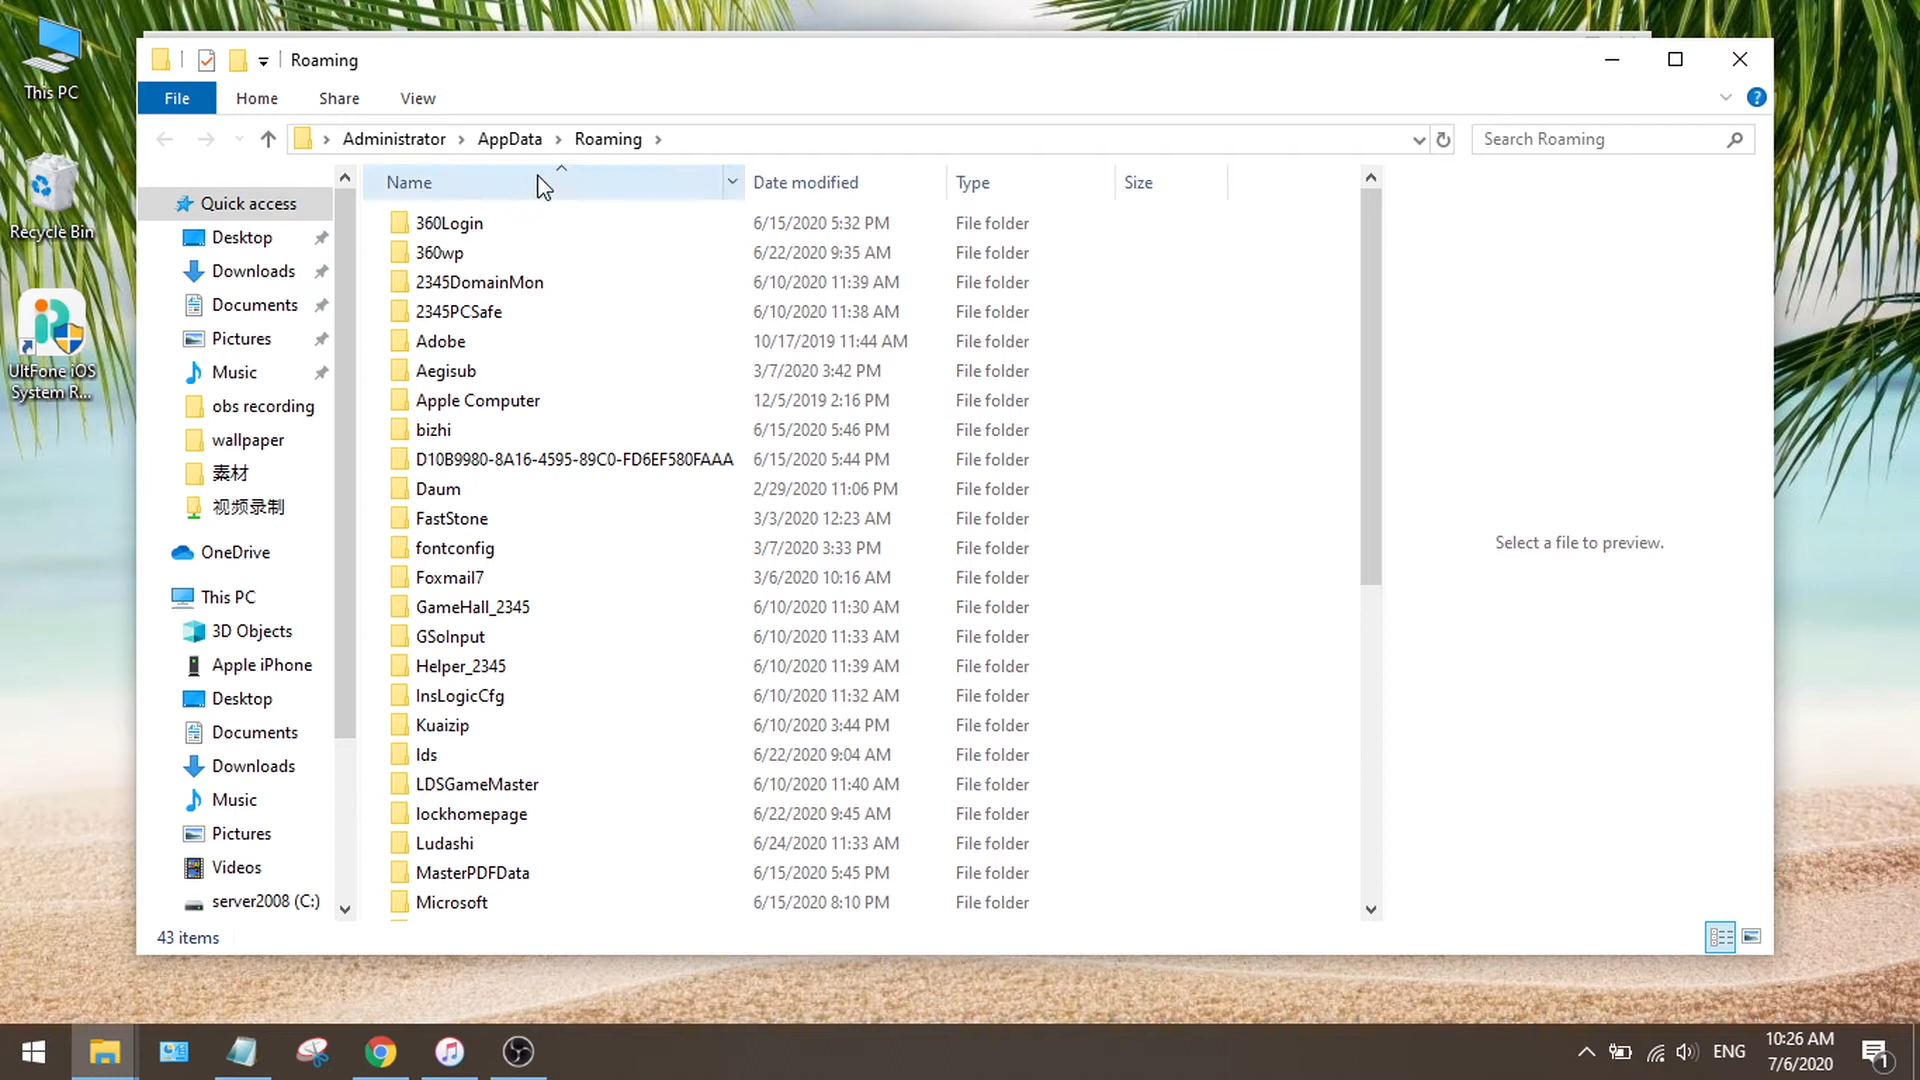 This PC
Recycle Bin
UltFone iOS
System R...
Roaming
File Home Share View
Administrator AppData Roaming
Search Roaming
Name Date modified Type Size
Quick access
Desktop
Downloads
Documents
Pictures
Music
obs recording
wallpaper
素材
视频录制
OneDrive
This PC
3D Objects
Apple iPhone
Desktop
Documents
Downloads
Music
Pictures
Videos
server2008 (C:)
360Login 6/15/2020 5:32 PM File folder
360wp 6/22/2020 9:35 AM File folder
2345DomainMon 6/10/2020 11:39 AM File folder
2345PCSafe 6/10/2020 11:38 AM File folder
Adobe 10/17/2019 11:44 AM File folder
Aegisub 3/7/2020 3:42 PM File folder
Apple Computer 12/5/2019 2:16 PM File folder
bizhi 6/15/2020 5:46 PM File folder
D10B9980-8A16-4595-89C0-FD6EF580FAAA 6/15/2020 5:44 PM File folder
Daum 2/29/2020 11:06 PM File folder
FastStone 3/3/2020 12:23 AM File folder
fontconfig 3/7/2020 3:33 PM File folder
Foxmail7 3/6/2020 10:16 AM File folder
GameHall_2345 6/10/2020 11:30 AM File folder
GSoInput 6/10/2020 11:33 AM File folder
Helper_2345 6/10/2020 11:39 AM File folder
InsLogicCfg 6/10/2020 11:32 AM File folder
Kuaizip 6/10/2020 3:44 PM File folder
lds 6/22/2020 9:04 AM File folder
LDSGameMaster 6/10/2020 11:40 AM File folder
lockhomepage 6/22/2020 9:45 AM File folder
Ludashi 6/24/2020 11:33 AM File folder
MasterPDFData 6/15/2020 5:45 PM File folder
Microsoft 6/15/2020 8:10 PM File folder
Select a file to preview.
43 items
ENG
10:26 AM
7/6/2020
1